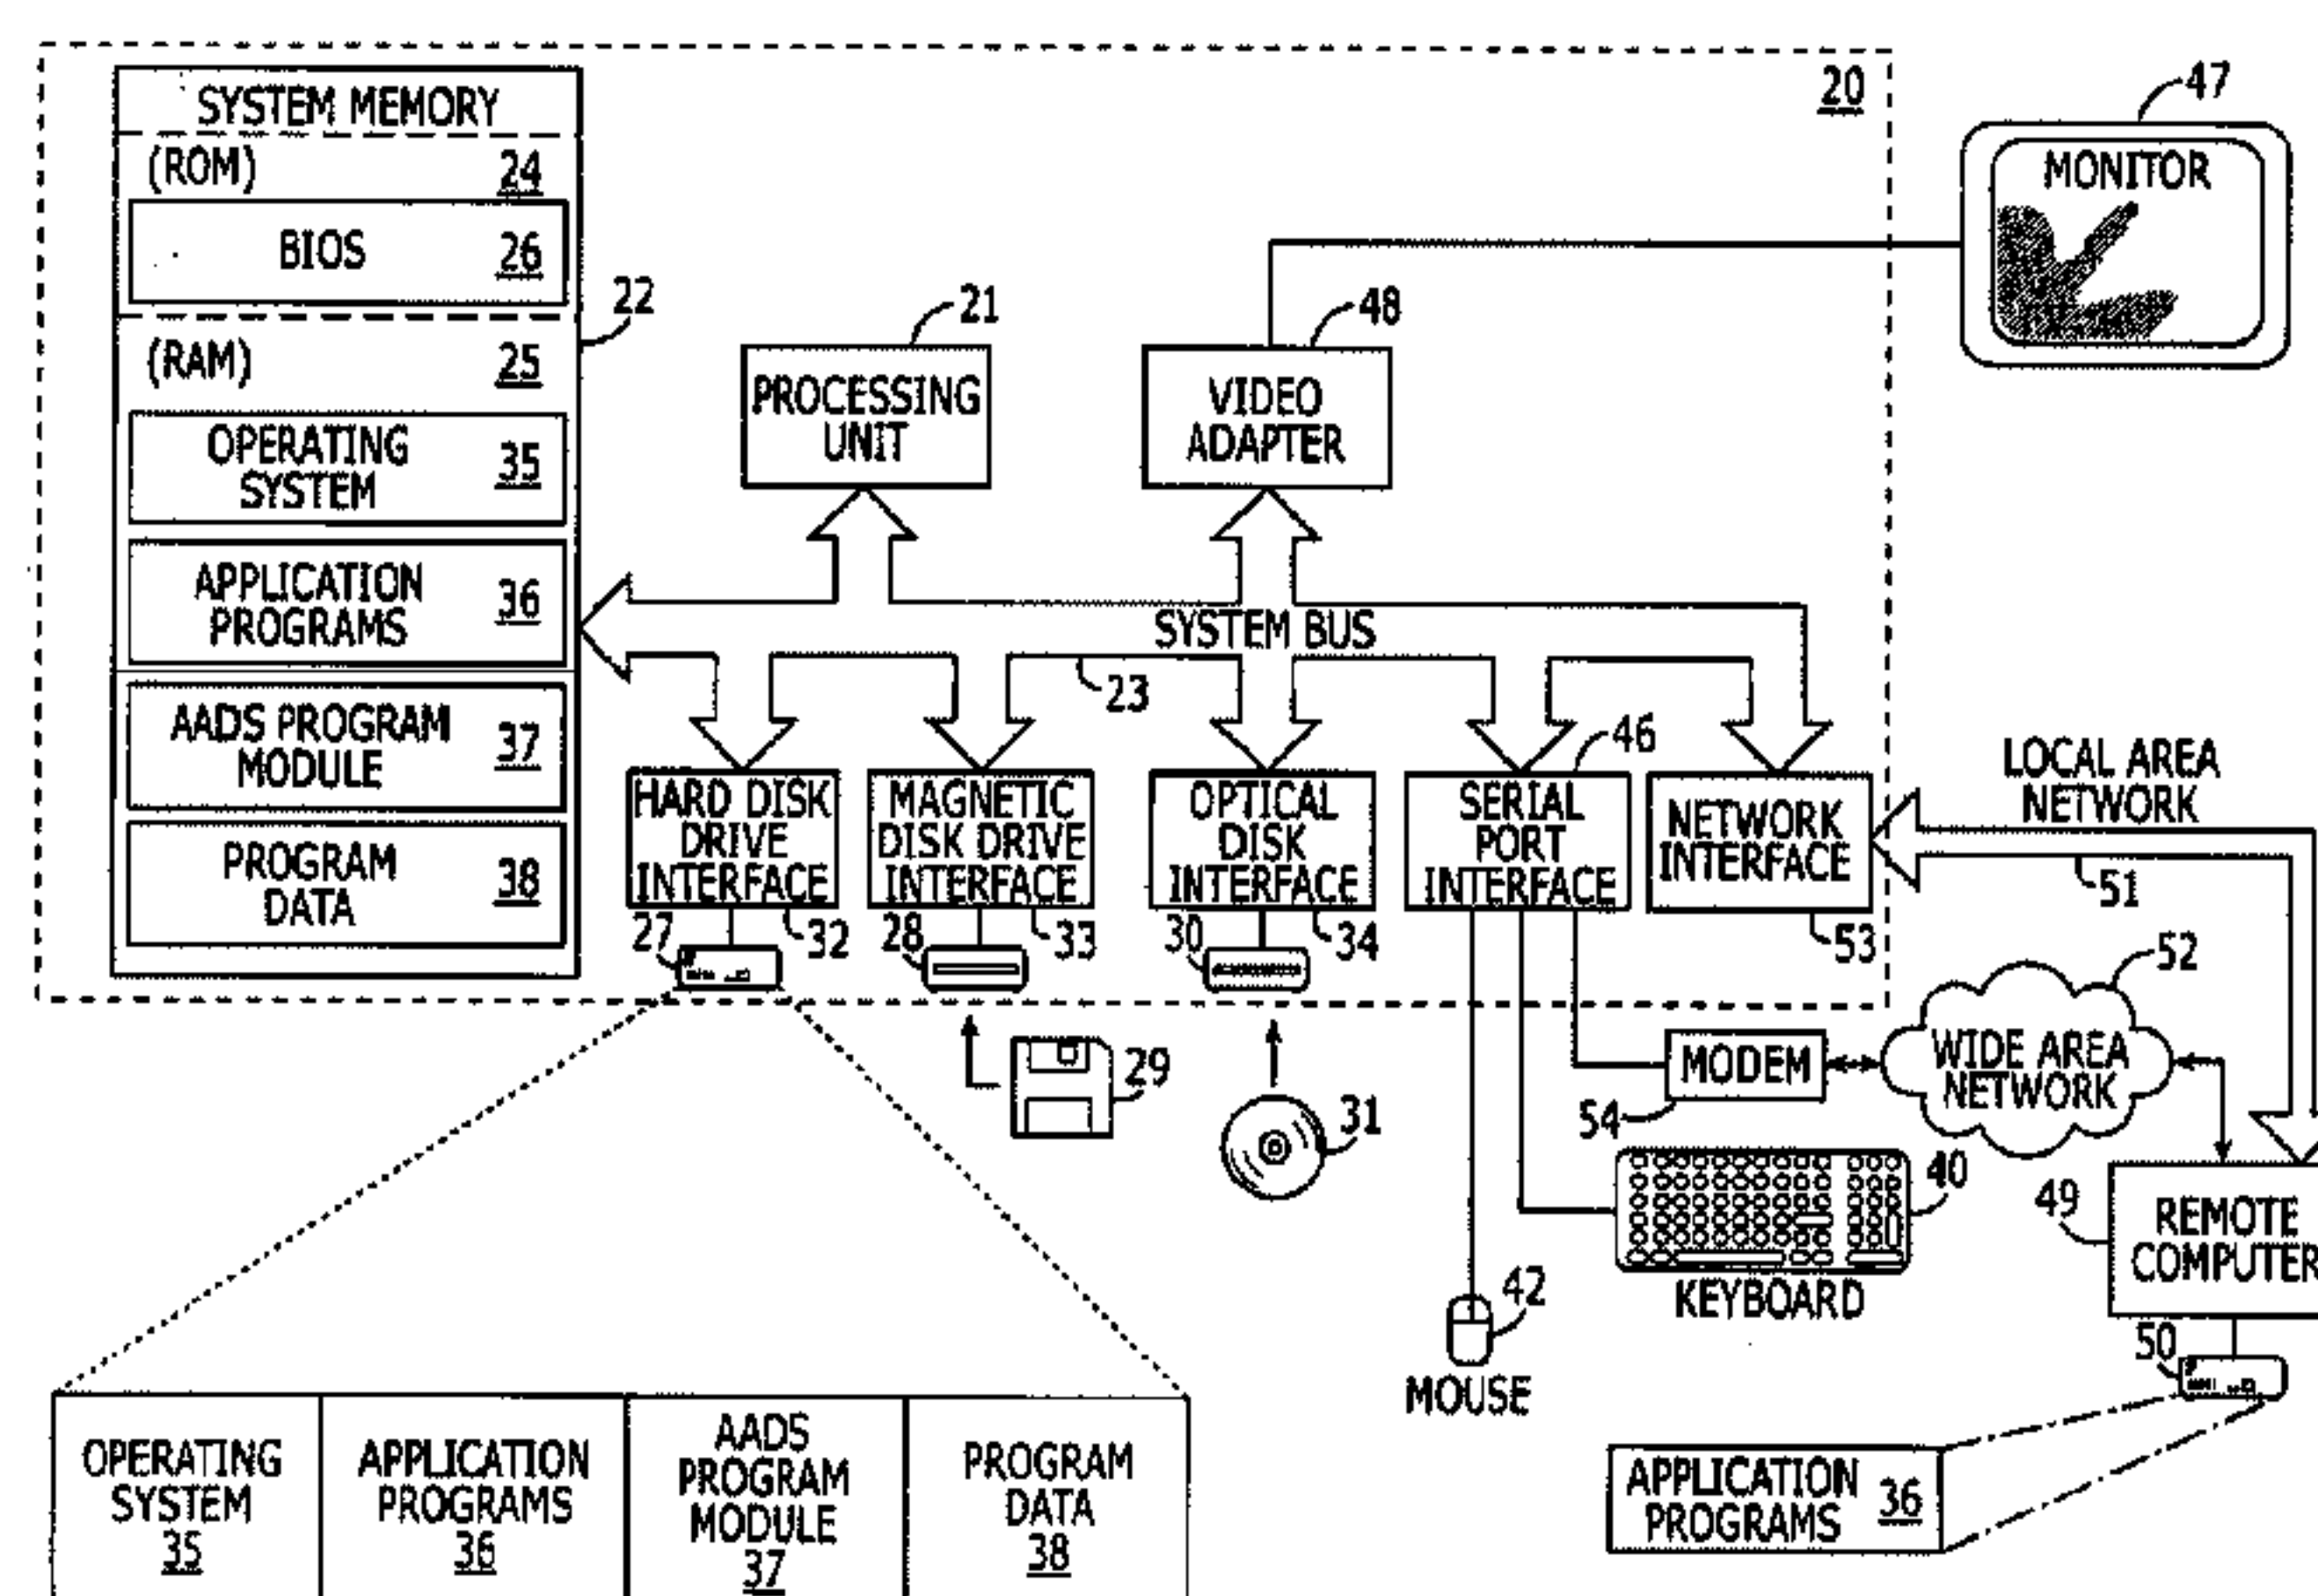 SYSTEM MEMORY
(ROM) 24
BIOS 26
(RAM) 25
22
OPERATING
SYSTEM 35
APPLICATION
PROGRAMS 36
AADS PROGRAM
MODULE 37
PROGRAM
DATA 38
20
47
MONITOR
21
PROCESSING
UNIT
48
VIDEO
ADAPTER
SYSTEM BUS
23
HARD DISK
DRIVE
INTERFACE
32
27
MAGNETIC
DISK DRIVE
INTERFACE
33
28
OPTICAL
DISK
INTERFACE
34
30
46
SERIAL
PORT
INTERFACE
NETWORK
INTERFACE
53
LOCAL AREA
NETWORK
51
52
WIDE AREA
NETWORK
MODEM
54
29
31
40
KEYBOARD
42
MOUSE
49
REMOTE
COMPUTER
50
APPLICATION
PROGRAMS 36
OPERATING
SYSTEM
35
APPLICATION
PROGRAMS
36
AADS
PROGRAM
MODULE
37
PROGRAM
DATA
38